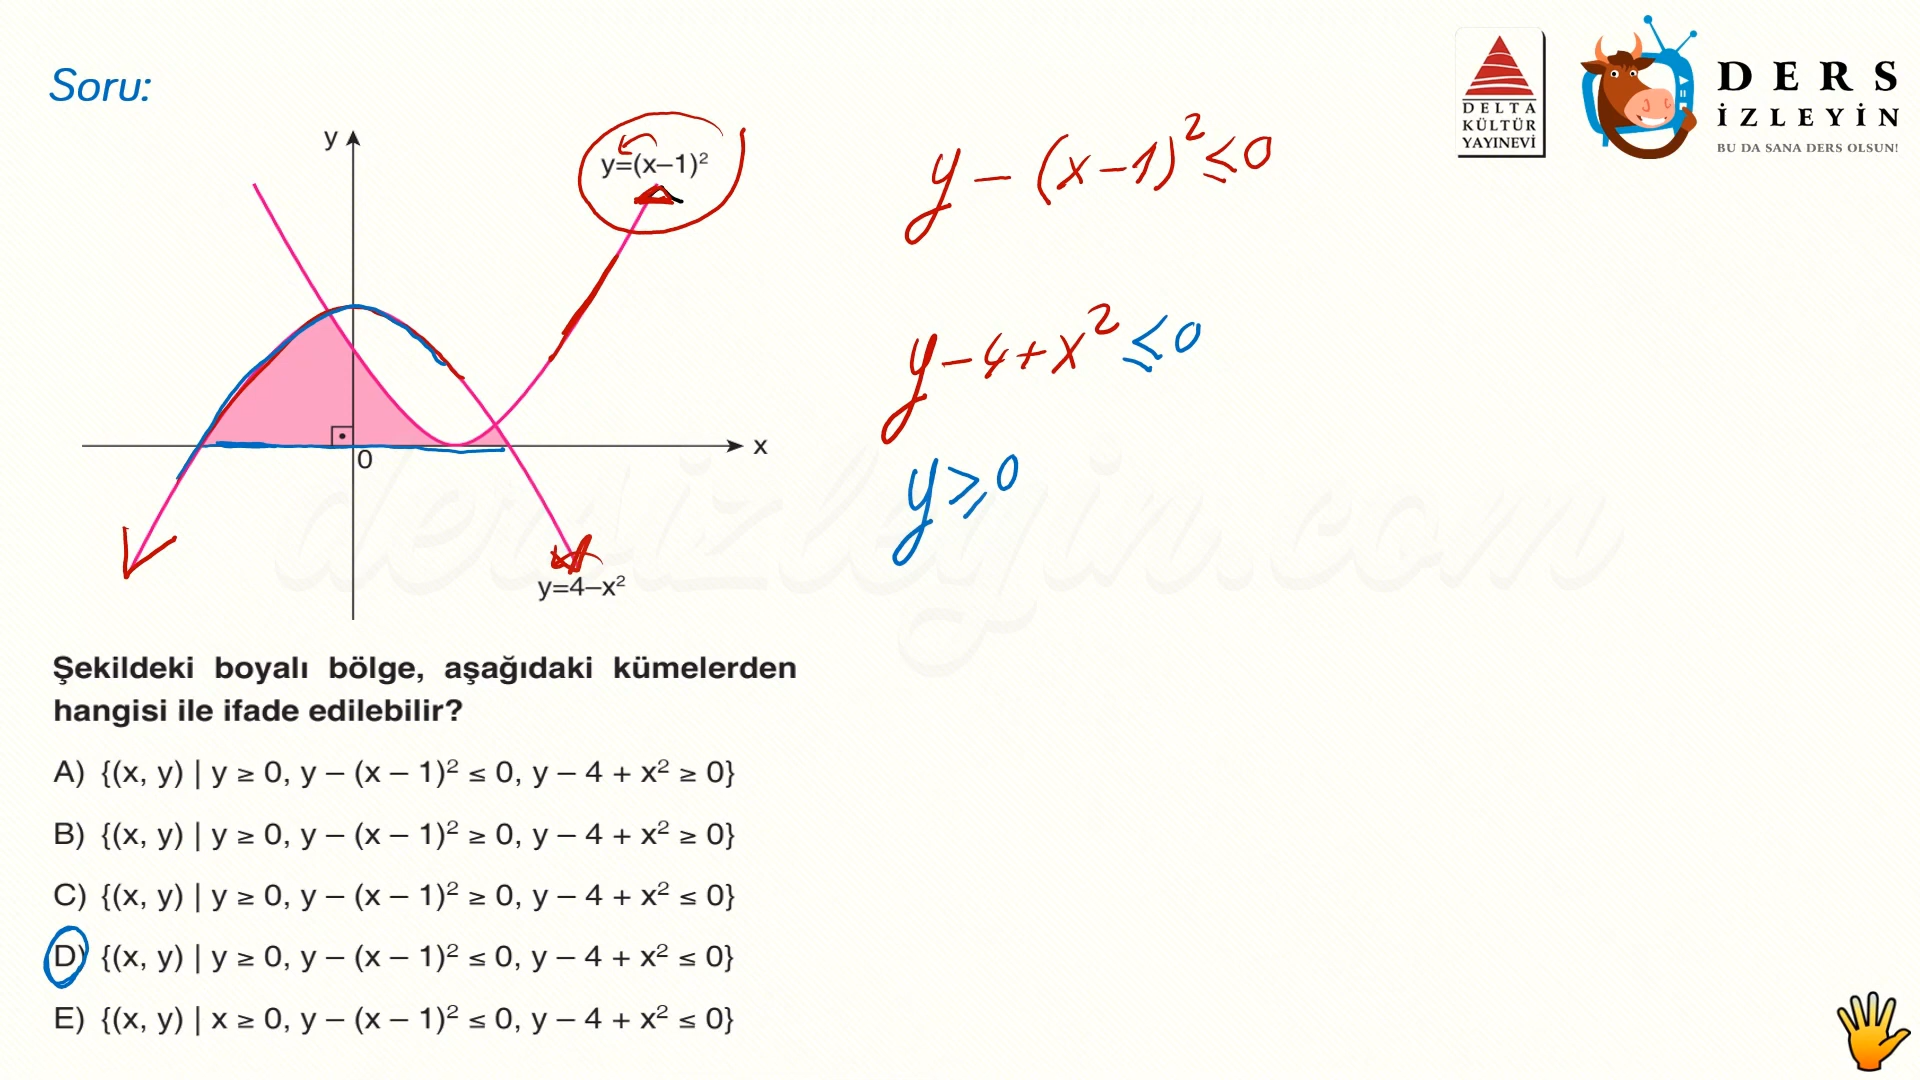 Soru:
y
y=(x–1)²
x
0
y=4–x²
Şekildeki boyalı bölge, aşağıdaki kümelerden
hangisi ile ifade edilebilir?
A) {(x, y) | y ≥ 0, y – (x – 1)² ≤ 0, y – 4 + x² ≥ 0}
B) {(x, y) | y ≥ 0, y – (x – 1)² ≥ 0, y – 4 + x² ≥ 0}
C) {(x, y) | y ≥ 0, y – (x – 1)² ≥ 0, y – 4 + x² ≤ 0}
D) {(x, y) | y ≥ 0, y – (x – 1)² ≤ 0, y – 4 + x² ≤ 0}
E) {(x, y) | x ≥ 0, y – (x – 1)² ≤ 0, y – 4 + x² ≤ 0}
y – (x–1)² ≤ 0
y – 4 + x² ≤ 0
y ≥ 0
DELTA
KÜLTÜR
YAYINEVİ
DERS
İZLEYİN
BU DA SANA DERS OLSUN!
dersizleyin.com